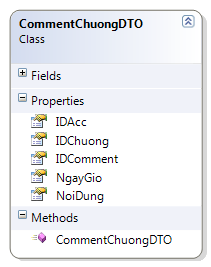 CommentChuongDTO
Class
Fields
Properties
IDAcc
IDChuong
IDComment
NgayGio
NoiDung
Methods
CommentChuongDTO